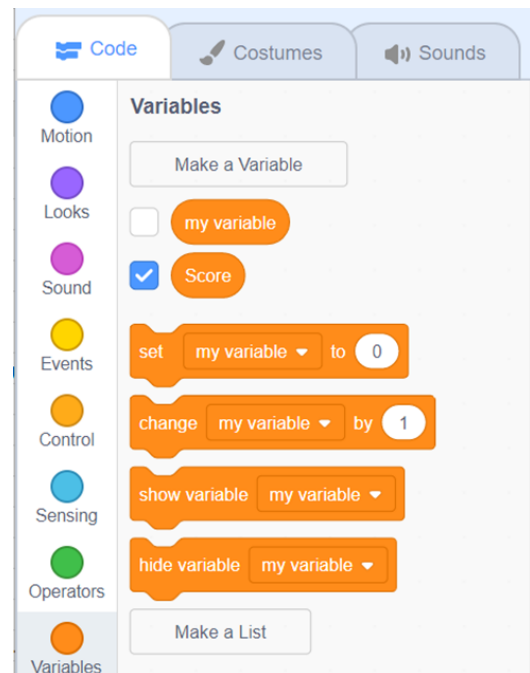 Code
Costumes
Sounds
Motion
Looks
Sound
Events
Control
Sensing
Operators
Variables
Variables
Make a Variable
my variable
Score
set my variable to 0
change my variable by 1
show variable my variable
hide variable my variable
Make a List